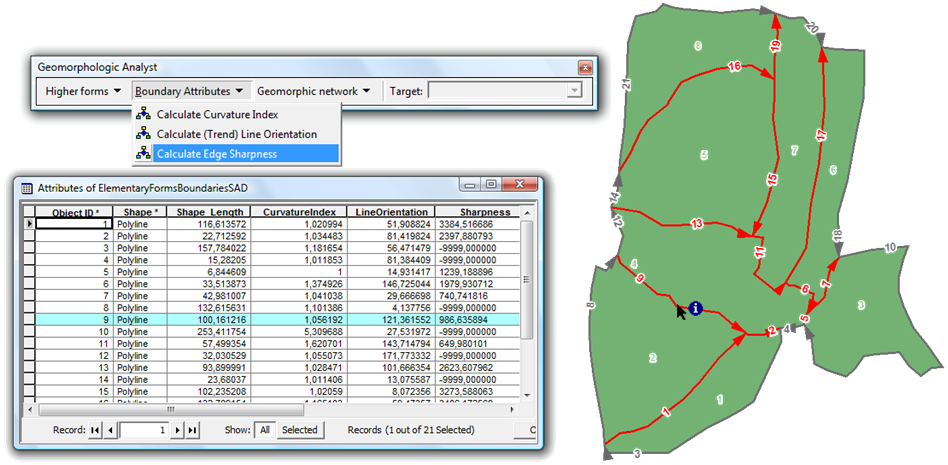 Geomorphologic Analyst
Higher forms Boundary Attributes Geomorphic network Target:
Calculate Curvature Index
Calculate (Trend) Line Orientation
Calculate Edge Sharpness
Attributes of ElementaryFormsBoundariesSAD
Object ID * Shape * Shape_Length CurvatureIndex LineOrientation Sharpness
1 Polyline 116,613572 1,020994 51,908824 3384,516686
2 Polyline 22,712592 1,034483 81,419824 2397,880793
3 Polyline 157,784022 1,181654 56,471479 -9999,000000
4 Polyline 15,28205 1,011853 81,384409 -9999,000000
5 Polyline 6,844609 1 14,931417 1239,188896
6 Polyline 33,513873 1,374926 146,725044 1979,930712
7 Polyline 42,981007 1,041038 29,666698 740,741816
8 Polyline 132,615631 1,101386 4,137756 -9999,000000
9 Polyline 100,161216 1,056192 121,361552 986,635894
10 Polyline 253,411754 5,309688 27,531972 -9999,000000
11 Polyline 57,499354 1,620701 143,714794 649,980101
12 Polyline 32,030529 1,055073 171,773332 -9999,000000
13 Polyline 93,899991 1,028471 101,666354 2623,607962
14 Polyline 23,68037 1,011406 13,075587 -9999,000000
15 Polyline 102,235208 1,02059 8,072356 3273,588063
16 Polyline
Record: 1 Show: All Selected Records (1 out of 21 Selected)
20
19
8
16
21
17
7
5
6
15
14
12
13
18
10
11
4
9
6
7
8
i
3
5
4
2
2
1
1
3